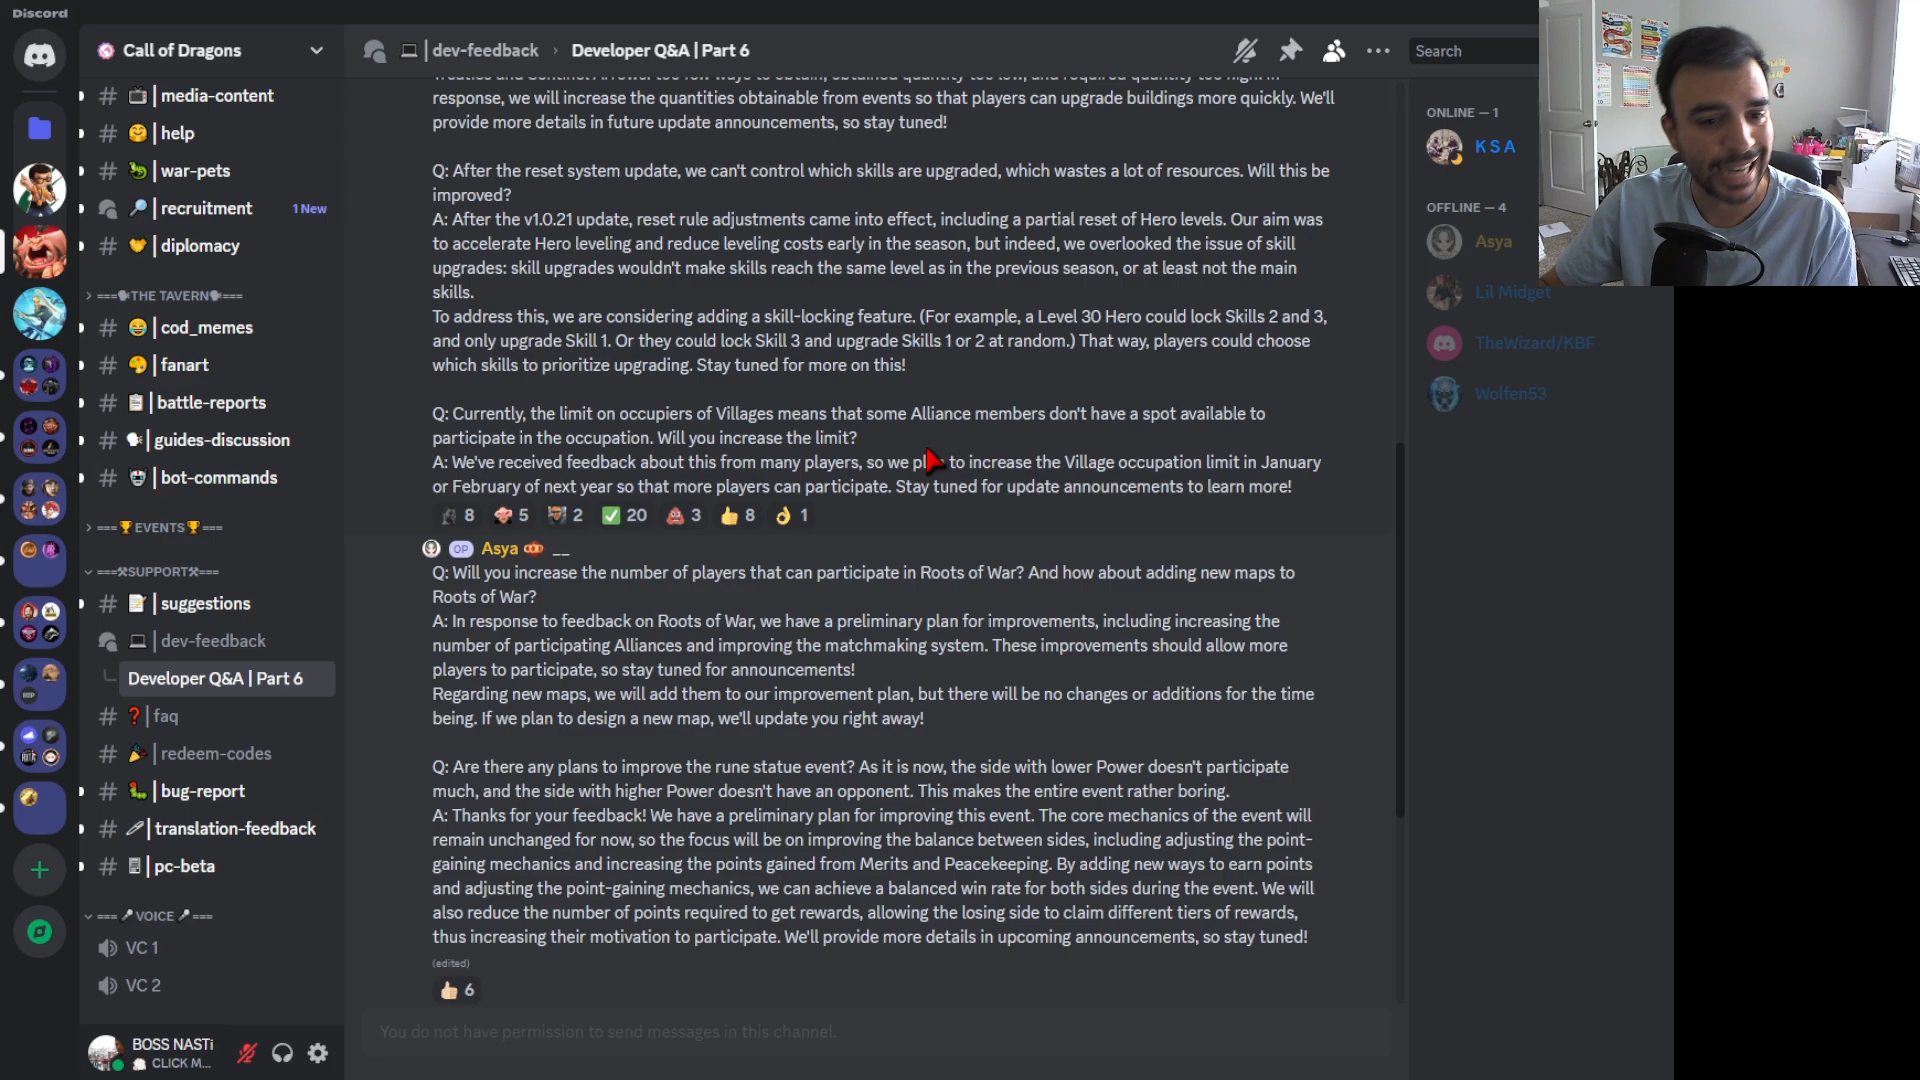 Discord
Call of Dragons
| media-content
| help
| war-pets
| recruitment 1 New
| diplomacy
===THE TAVERN===
| cod_memes
| fanart
| battle-reports
| guides-discussion
| bot-commands
===🏆EVENTS🏆===
===⚒SUPPORT⚒===
| suggestions
| dev-feedback
Developer Q&A | Part 6
❓| faq
| redeem-codes
| bug-report
| translation-feedback
| pc-beta
=== 🎤VOICE 🎤===
VC 1
VC 2
BOSS NASTi
CLICK M...
| dev-feedback › Developer Q&A | Part 6
Search
response, we will increase the quantities obtainable from events so that players can upgrade buildings more quickly. We'll
provide more details in future update announcements, so stay tuned!
Q: After the reset system update, we can't control which skills are upgraded, which wastes a lot of resources. Will this be
improved?
A: After the v1.0.21 update, reset rule adjustments came into effect, including a partial reset of Hero levels. Our aim was
to accelerate Hero leveling and reduce leveling costs early in the season, but indeed, we overlooked the issue of skill
upgrades: skill upgrades wouldn't make skills reach the same level as in the previous season, or at least not the main
skills.
To address this, we are considering adding a skill-locking feature. (For example, a Level 30 Hero could lock Skills 2 and 3,
and only upgrade Skill 1. Or they could lock Skill 3 and upgrade Skills 1 or 2 at random.) That way, players could choose
which skills to prioritize upgrading. Stay tuned for more on this!
Q: Currently, the limit on occupiers of Villages means that some Alliance members don't have a spot available to
participate in the occupation. Will you increase the limit?
A: We've received feedback about this from many players, so we to increase the Village occupation limit in January
or February of next year so that more players can participate. Stay tuned for update announcements to learn more!
8 5 2 ✅ 20 3 👍 8 👌 1
OP Asya __
Q: Will you increase the number of players that can participate in Roots of War? And how about adding new maps to
Roots of War?
A: In response to feedback on Roots of War, we have a preliminary plan for improvements, including increasing the
number of participating Alliances and improving the matchmaking system. These improvements should allow more
players to participate, so stay tuned for announcements!
Regarding new maps, we will add them to our improvement plan, but there will be no changes or additions for the time
being. If we plan to design a new map, we'll update you right away!
Q: Are there any plans to improve the rune statue event? As it is now, the side with lower Power doesn't participate
much, and the side with higher Power doesn't have an opponent. This makes the entire event rather boring.
A: Thanks for your feedback! We have a preliminary plan for improving this event. The core mechanics of the event will
remain unchanged for now, so the focus will be on improving the balance between sides, including adjusting the point-
gaining mechanics and increasing the points gained from Merits and Peacekeeping. By adding new ways to earn points
and adjusting the point-gaining mechanics, we can achieve a balanced win rate for both sides during the event. We will
also reduce the number of points required to get rewards, allowing the losing side to claim different tiers of rewards,
thus increasing their motivation to participate. We'll provide more details in upcoming announcements, so stay tuned!
(edited)
6
You do not have permission to send messages in this channel.
ONLINE — 1
K S A
OFFLINE — 4
Asya
Lil Midget
TheWizard/KBF
Wolfen53